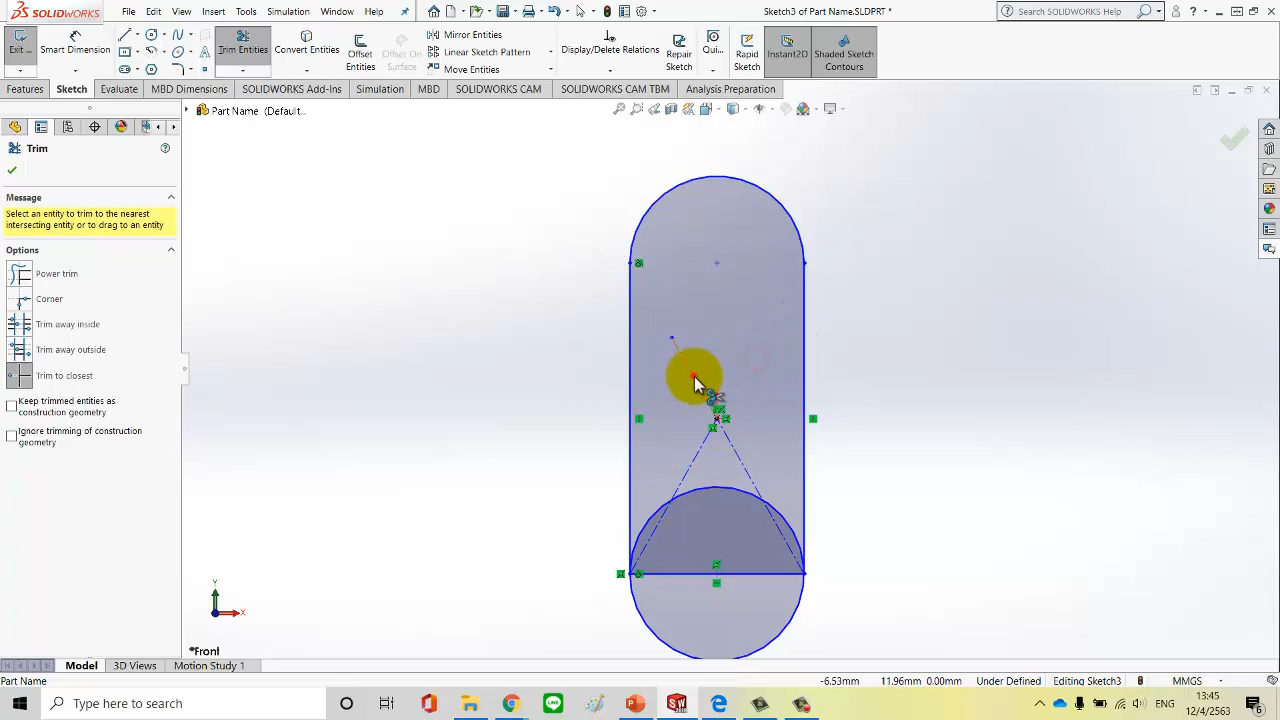 SOLIDWORKS
File
Edit
View
Insert
Tools
Simulation
Window
Help
Sketch3 of Part Name.SLDPRT *
Search SOLIDWORKS Help
Exit ...
Smart Dimension
Trim Entities
Convert Entities
Offset Entities
Offset On Surface
Mirror Entities
Linear Sketch Pattern
Move Entities
Display/Delete Relations
Repair Sketch
Qui...
Rapid Sketch
Instant2D
Shaded Sketch Contours
Features
Sketch
Evaluate
MBD Dimensions
SOLIDWORKS Add-Ins
Simulation
MBD
SOLIDWORKS CAM
SOLIDWORKS CAM TBM
Analysis Preparation
Part Name (Default...
Trim
Message
Select an entity to trim to the nearest
intersecting entity or to drag to an entity
Options
Power trim
Corner
Trim away inside
Trim away outside
Trim to closest
Keep trimmed entities as
construction geometry
Ignore trimming of construction
geometry
Y
X
*Front
Model
3D Views
Motion Study 1
Part Name
-6.53mm
11.96mm 0.00mm
Under Defined
Editing Sketch3
MMGS
Type here to search
ENG
13:45
12/4/2563
6